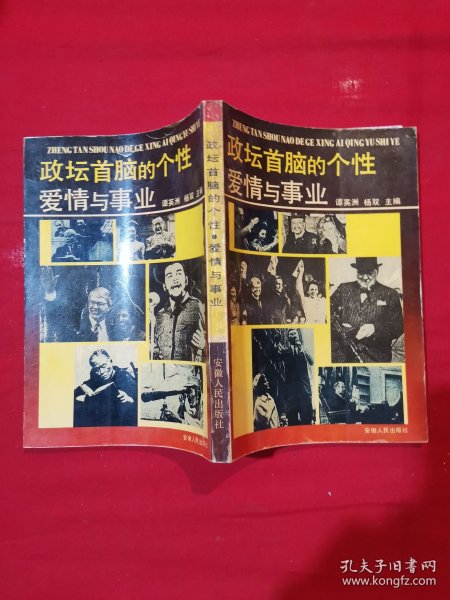 ZHENG TAN SHOU NAO DE GE XING AI QING YU SHI YE
政坛首脑的个性
爱情与事业
谭英洲 杨双 主编
安徽人民出版社
政坛首脑的个性·爱情与事业
安徽人民出版社
ZHENG TAN SHOU NAO DE GE XING AI QING YU SHI YE
政坛首脑的个性
爱情与事业
谭英洲 杨双 主编
安徽人民出版社
孔夫子旧书网
www.kongfz.com